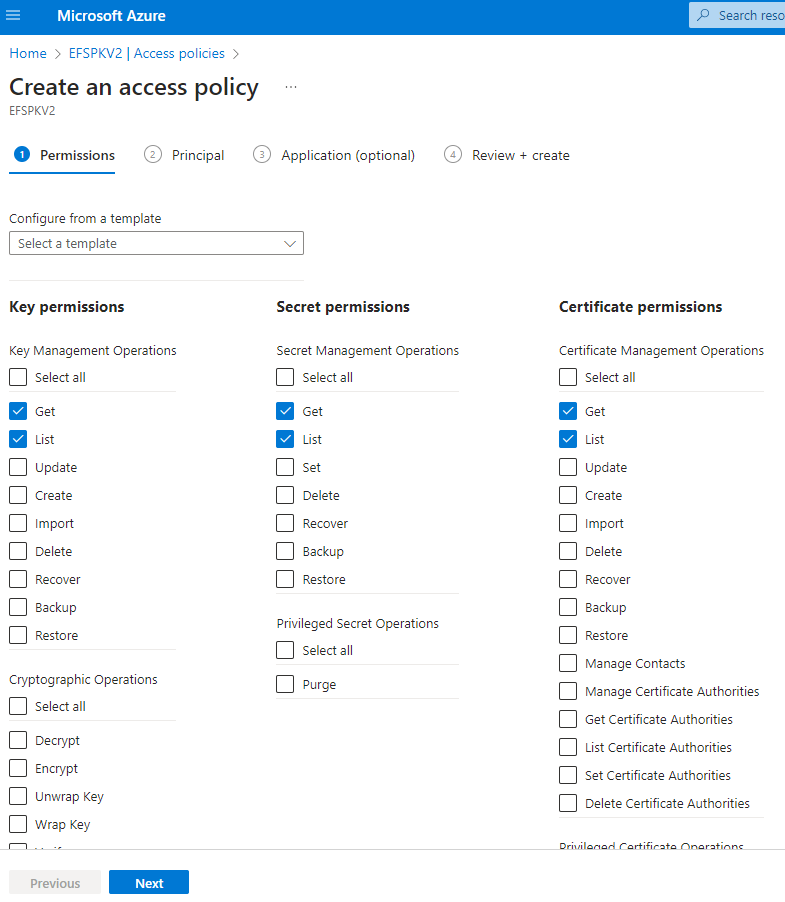 Microsoft Azure
Search reso
Home > EFSPKV2 | Access policies >
Create an access policy ...
EFSPKV2
1 Permissions
2 Principal
3 Application (optional)
4 Review + create
Configure from a template
Select a template
Key permissions
Key Management Operations
Select all
Get
List
Update
Create
Import
Delete
Recover
Backup
Restore
Cryptographic Operations
Select all
Decrypt
Encrypt
Unwrap Key
Wrap Key
Secret permissions
Secret Management Operations
Select all
Get
List
Set
Delete
Recover
Backup
Restore
Privileged Secret Operations
Select all
Purge
Certificate permissions
Certificate Management Operations
Select all
Get
List
Update
Create
Import
Delete
Recover
Backup
Restore
Manage Contacts
Manage Certificate Authorities
Get Certificate Authorities
List Certificate Authorities
Set Certificate Authorities
Delete Certificate Authorities
Privileged Certificate Operations
Previous
Next